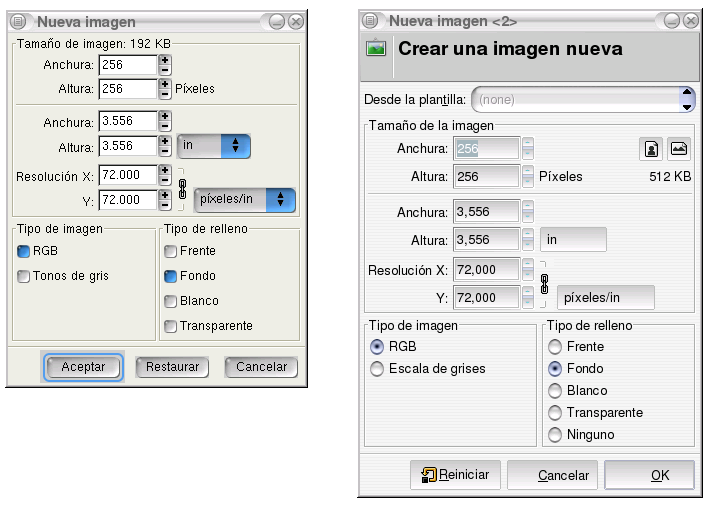 Nueva imagen
Tamaño de imagen: 192 KB
Anchura: 256
Altura: 256 Píxeles
Anchura: 3.556
Altura: 3.556 in
Resolución X: 72.000
Y: 72.000 píxeles/in
Tipo de imagen
RGB
Tonos de gris
Tipo de relleno
Frente
Fondo
Blanco
Transparente
Aceptar Restaurar Cancelar
Nueva imagen <2>
Crear una imagen nueva
Desde la plantilla: (none)
Tamaño de la imagen
Anchura: 256
Altura: 256 Píxeles 512 KB
Anchura: 3,556
Altura: 3,556 in
Resolución X: 72,000
Y: 72,000 píxeles/in
Tipo de imagen
RGB
Escala de grises
Tipo de relleno
Frente
Fondo
Blanco
Transparente
Ninguno
Reiniciar Cancelar OK